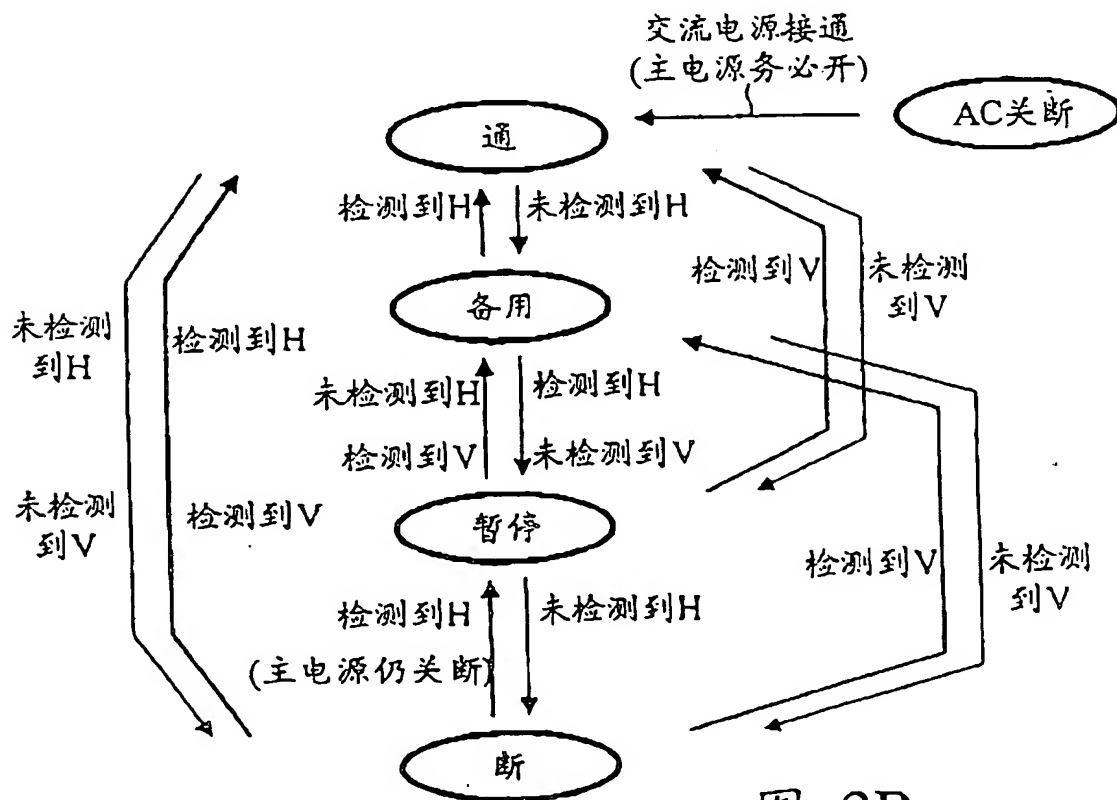 交流电源接通
(主电源务必开)
AC关断
通
检测到H
未检测到H
检测到V
未检测
到V
备用
未检测
到H
检测到H
未检测到H
检测到H
检测到V
未检测到V
未检测
到V
检测到V
暂停
检测到V
未检测
到V
检测到H
未检测到H
(主电源仍关断)
断